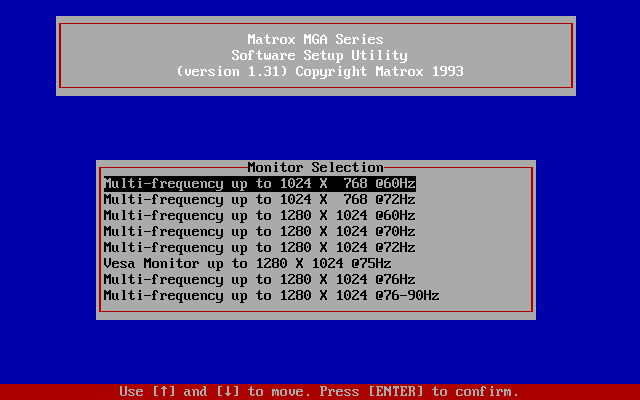 Matrox MGA Series
Software Setup Utility
(version 1.31) Copyright Matrox 1993
Monitor Selection
Multi-frequency up to 1024 X  768 @60Hz
Multi-frequency up to 1024 X  768 @72Hz
Multi-frequency up to 1280 X 1024 @60Hz
Multi-frequency up to 1280 X 1024 @70Hz
Multi-frequency up to 1280 X 1024 @72Hz
Vesa Monitor up to 1280 X 1024 @75Hz
Multi-frequency up to 1280 X 1024 @76Hz
Multi-frequency up to 1280 X 1024 @76-90Hz
Use [↑] and [↓] to move. Press [ENTER] to confirm.